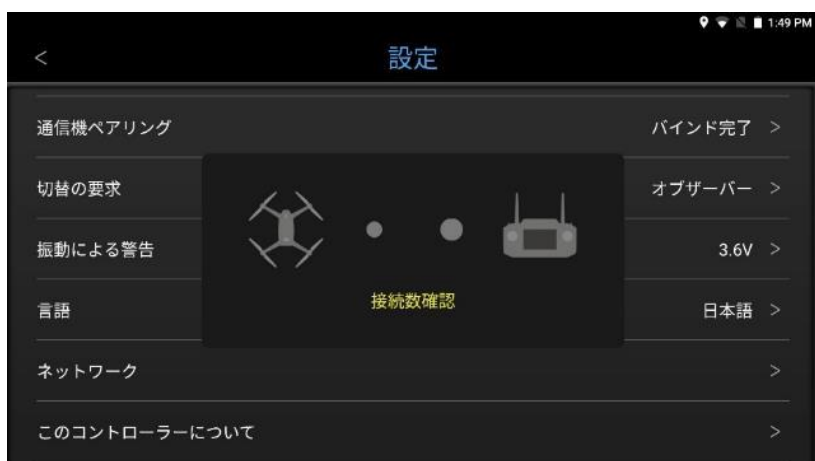 1:49 PM
<
設定
通信機ペアリング バインド完了 >
切替の要求 オブザーバー >
振動による警告 3.6V >
接続数確認
言語 日本語 >
ネットワーク >
このコントローラーについて >